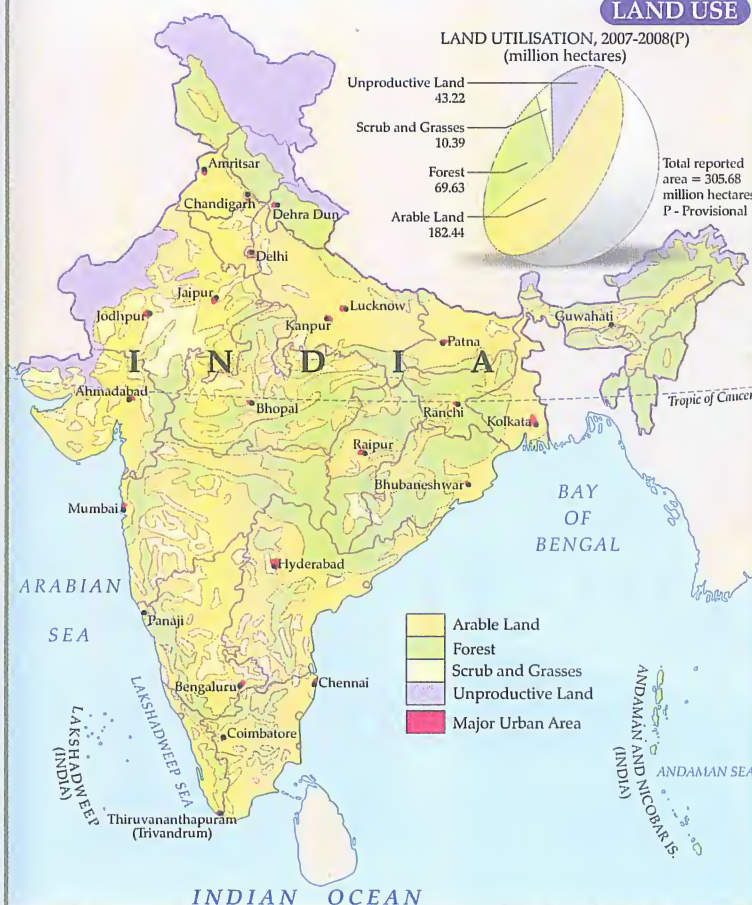 LAND USE
LAND UTILISATION, 2007-2008(P)
(million hectares)
Unproductive Land
43.22
Scrub and Grasses
10.39
Forest
69.63
Arable Land
182.44
Total reported
area = 305.68
million hectares
P - Provisional
Amritsar
Chandigarh
Dehra Dun
Delhi
Jaipur
Jodhpur
Lucknow
Kanpur
Guwahati
Patna
INDIA
Ahmadabad
Bhopal
Ranchi
Kolkata
Tropic of Cancer
Raipur
Bhubaneshwar
Mumbai
BAY
OF
BENGAL
Hyderabad
ARABIAN
SEA
Panaji
Arable Land
Forest
Scrub and Grasses
Unproductive Land
Major Urban Area
Bengaluru
Chennai
LAKSHADWEEP SEA
LAKSHADWEEP
(INDIA)
Coimbatore
ANDAMAN AND NICOBAR IS.
(INDIA)
ANDAMAN SEA
Thiruvananthapuram
(Trivandrum)
INDIAN OCEAN